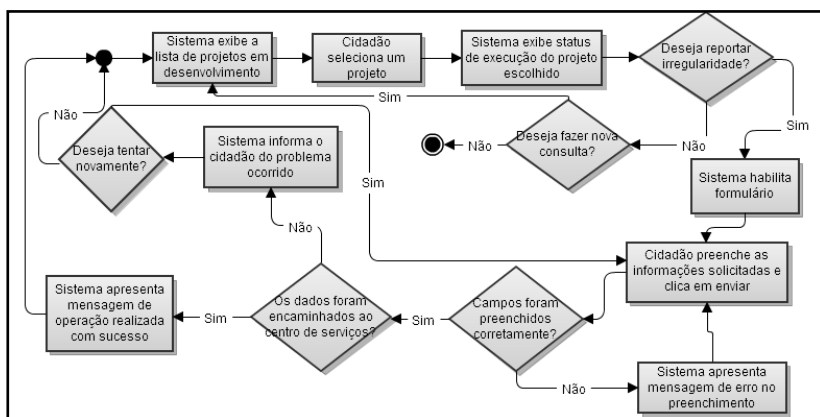 Sistema exibe a
lista de projetos em
desenvolvimento
Cidadão
seleciona um
projeto
Sistema exibe status
de execução do projeto
escolhido
Deseja reportar
irregularidade?
Sim
Não
Sim
Não
Deseja fazer nova
consulta?
Não
Deseja tentar
novamente?
Sistema informa o
cidadão do problema
ocorrido
Sim
Sistema habilita
formulário
Não
Cidadão preenche as
informações solicitadas e
clica em enviar
Sistema apresenta
mensagem de
operação realizada
com sucesso
Sim
Os dados foram
encaminhados ao
centro de serviços?
Sim
Campos foram
preenchidos
corretamente?
Não
Sistema apresenta
mensagem de erro no
preenchimento